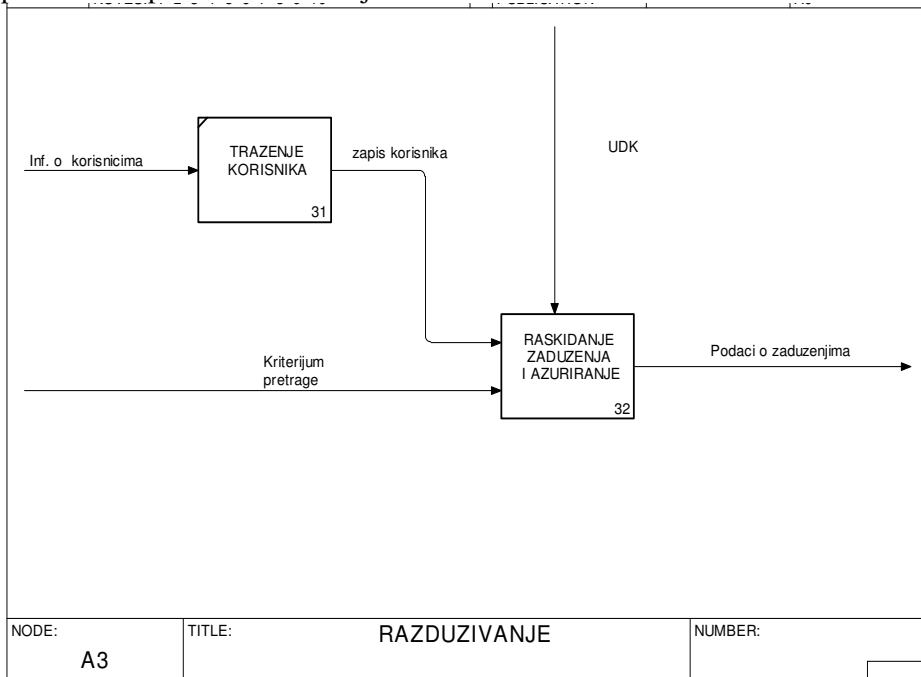 UDK
TRAZENJE
KORISNIKA
31
Inf. o korisnicima
zapis korisnika
RASKIDANJE
ZADUZENJA
I AZURIRANJE
32
Kriterijum
pretrage
Podaci o zaduzenjima
NODE:
A3
TITLE:
RAZDUZIVANJE
NUMBER: